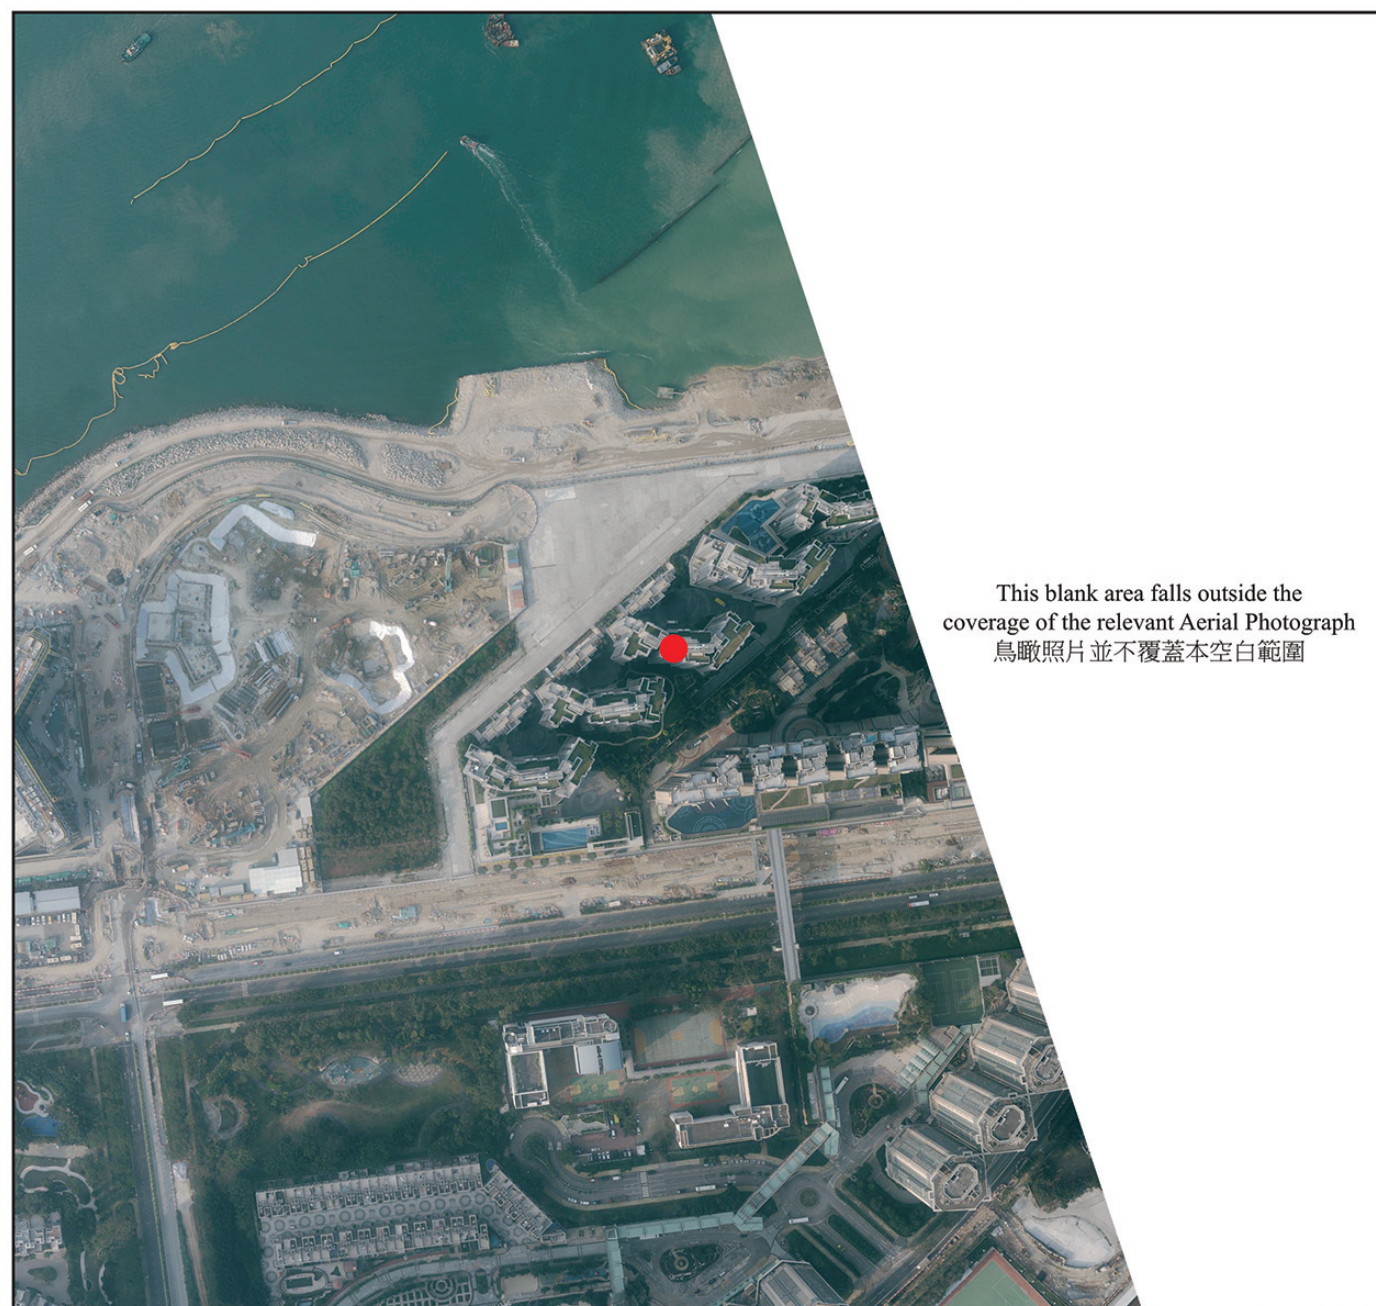 This blank area falls outside the
coverage of the relevant Aerial Photograph
鳥瞰照片並不覆蓋本空白範圍